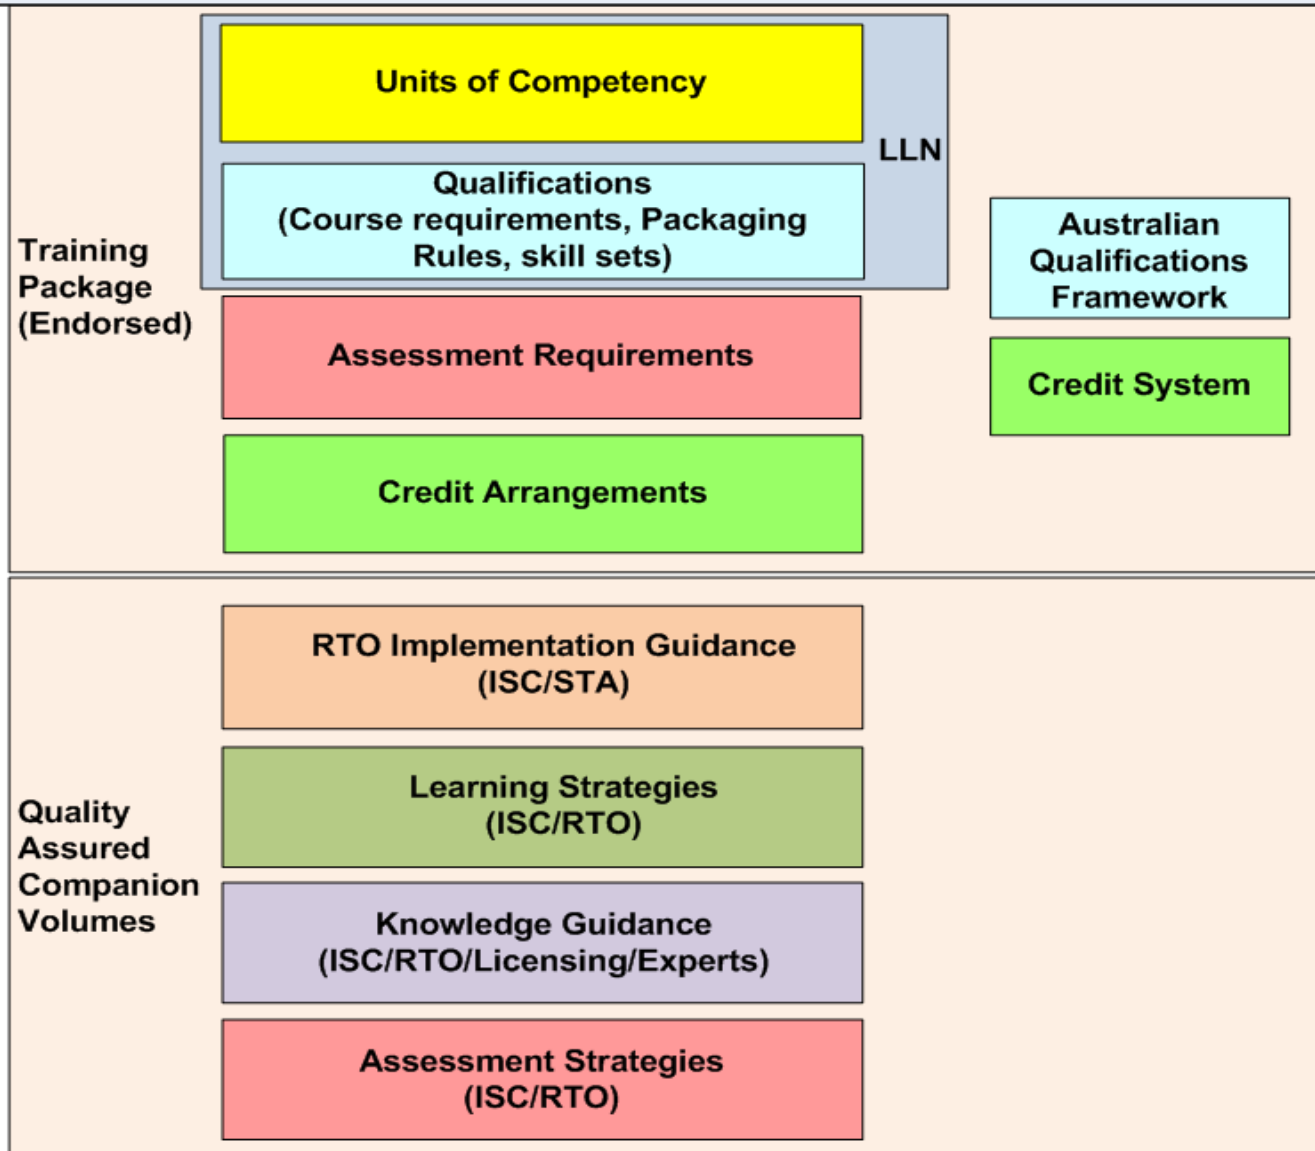 Units of Competency
LLN
Qualifications
(Course requirements, Packaging
Rules, skill sets)
Training
Package
(Endorsed)
Assessment Requirements
Credit Arrangements
Australian
Qualifications
Framework
Credit System
RTO Implementation Guidance
(ISC/STA)
Learning Strategies
(ISC/RTO)
Quality
Assured
Companion
Volumes
Knowledge Guidance
(ISC/RTO/Licensing/Experts)
Assessment Strategies
(ISC/RTO)